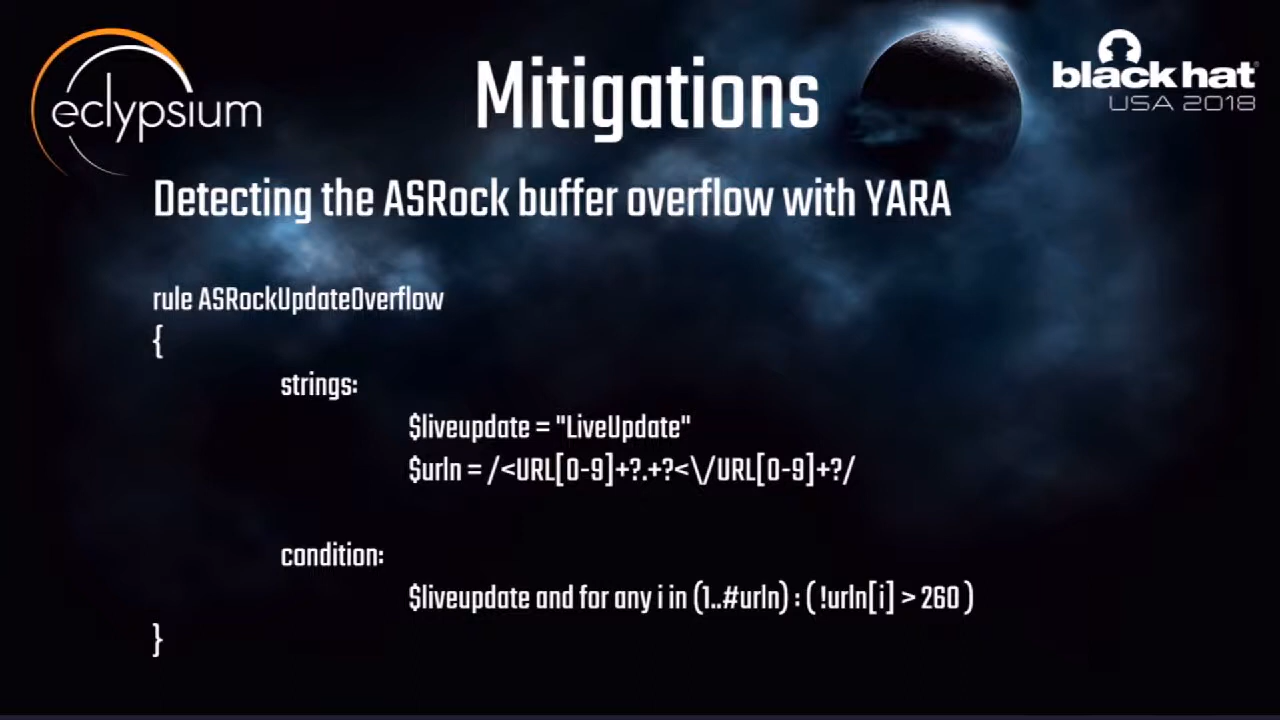 eclypsium
Mitigations
black hat
USA 2018
Detecting the ASRock buffer overflow with YARA
rule ASRockUpdateOverflow
{
strings:
$liveupdate = "LiveUpdate"
$urln = /<URL[0-9]+?.+?<\/URL[0-9]+?/
condition:
$liveupdate and for any i in (1..#urln) : ( !urln[i] > 260 )
}